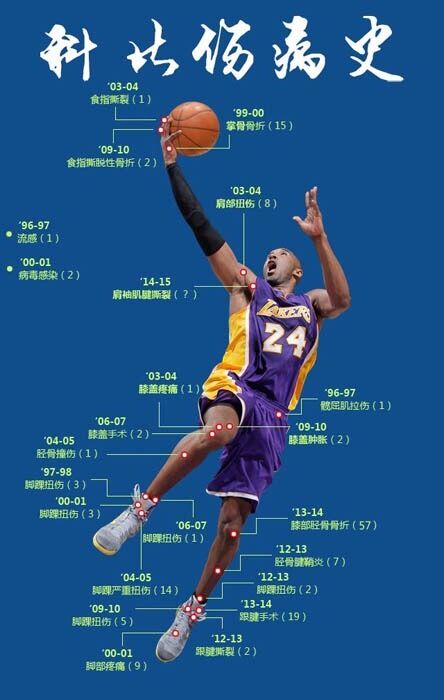 科比伤病史
'03-04
食指撕裂（1）
'99-00
掌骨骨折（15）
'09-10
食指撕脱性骨折（2）
'03-04
肩部扭伤（8）
'96-97
流感（1）
'00-01
病毒感染（2）
'14-15
肩袖肌腱撕裂（？）
LAKERS
24
'03-04
膝盖疼痛（1）
'96-97
髋屈肌拉伤（1）
'06-07
膝盖手术（2）
'09-10
膝盖肿胀（2）
'04-05
胫骨撞伤（1）
'97-98
脚踝扭伤（3）
'00-01
脚踝扭伤（3）
'06-07
脚踝扭伤（1）
'13-14
膝部胫骨骨折（57）
'12-13
胫骨腱鞘炎（7）
'04-05
脚踝严重扭伤（14）
'12-13
脚踝扭伤（2）
'09-10
脚踝扭伤（5）
'13-14
跟腱手术（19）
'12-13
跟腱撕裂（2）
'00-01
脚部疼痛（9）